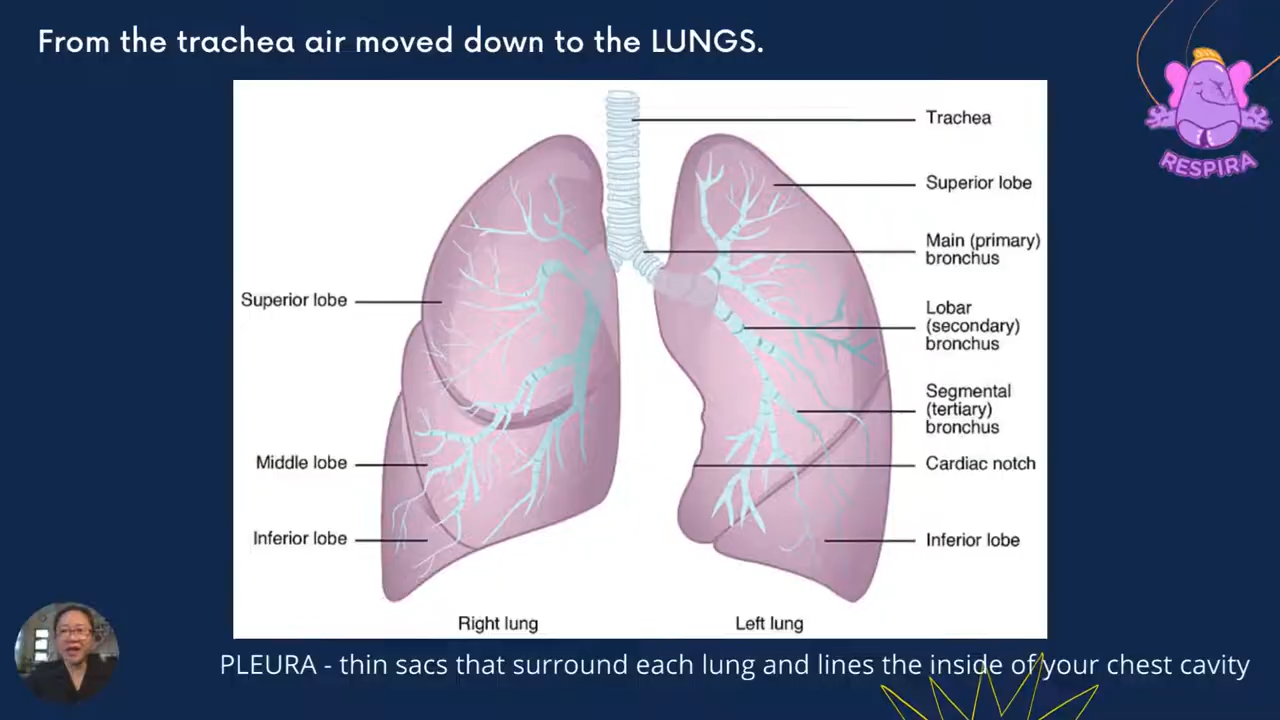 From the trachea air moved down to the LUNGS.
RESPIRA
Trachea
Superior lobe
Main (primary)
bronchus
Lobar
(secondary)
bronchus
Segmental
(tertiary)
bronchus
Cardiac notch
Inferior lobe
Superior lobe
Middle lobe
Inferior lobe
Right lung
Left lung
PLEURA - thin sacs that surround each lung and lines the inside of your chest cavity